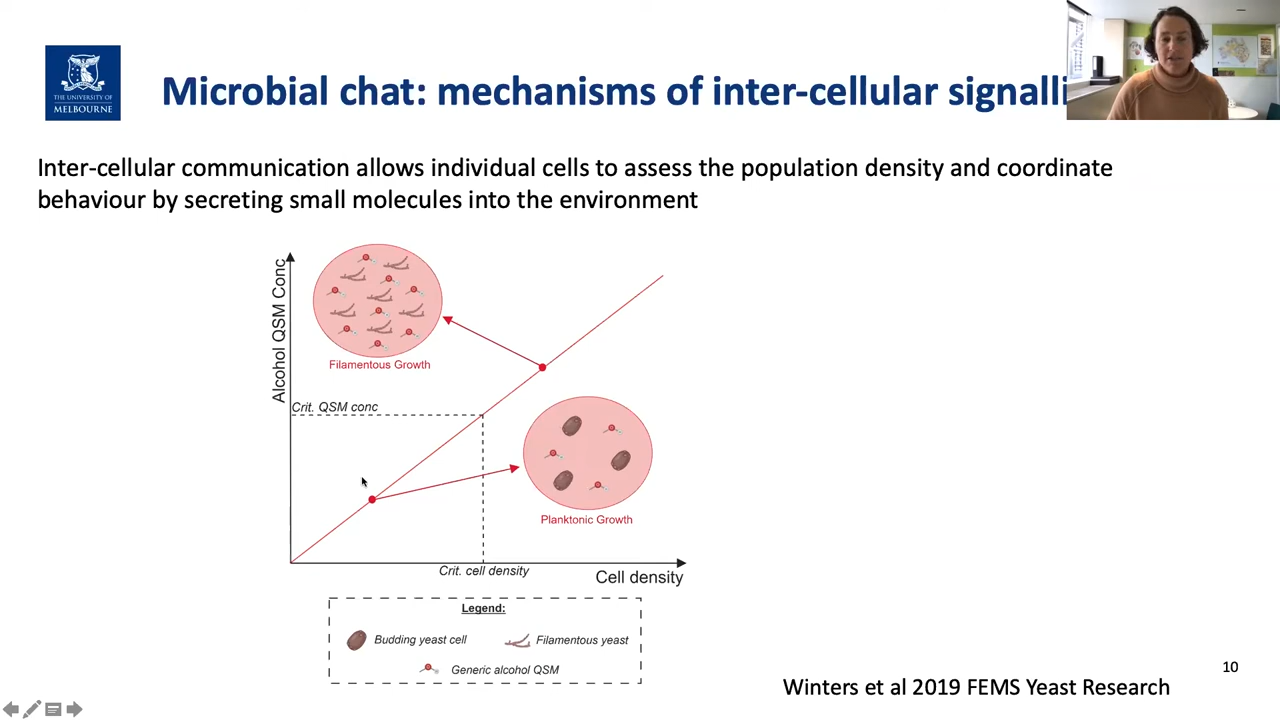 THE UNIVERSITY OF
MELBOURNE
Microbial chat: mechanisms of inter-cellular signalli
Inter-cellular communication allows individual cells to assess the population density and coordinate
behaviour by secreting small molecules into the environment
Alcohol QSM Conc
Filamentous Growth
Crit. QSM conc
Planktonic Growth
Crit. cell density
Cell density
Legend:
Budding yeast cell
Filamentous yeast
Generic alcohol QSM
10
Winters et al 2019 FEMS Yeast Research